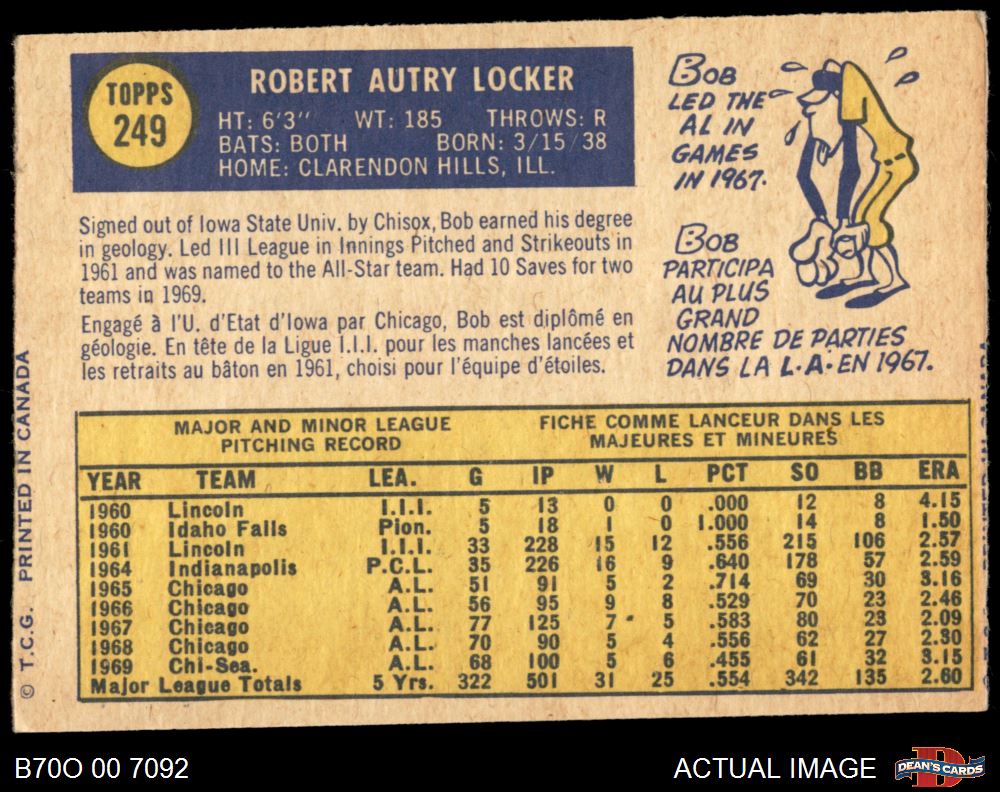 TOPPS
249
ROBERT AUTRY LOCKER
HT: 6'3" WT: 185 THROWS: R
BATS: BOTH BORN: 3/15/38
HOME: CLARENDON HILLS, ILL.
Signed out of Iowa State Univ. by Chisox, Bob earned his degree
in geology. Led III League in Innings Pitched and Strikeouts in
1961 and was named to the All-Star team. Had 10 Saves for two
teams in 1969.
Engagé à l'U. d'Etat d'Iowa par Chicago, Bob est diplômé en
géologie. En tête de la Ligue I.I.I. pour les manches lancées et
les retraits au bâton en 1961, choisi pour l'équipe d'étoiles.
BOB
LED THE
AL IN
GAMES
IN 1967.
BOB
PARTICIPA
AU PLUS
GRAND
NOMBRE DE PARTIES
DANS LA L.A. EN 1967.
MAJOR AND MINOR LEAGUE
PITCHING RECORD
FICHE COMME LANCEUR DANS LES
MAJEURES ET MINEURES
YEAR TEAM LEA. G IP W L PCT SO BB ERA
1960 Lincoln I.I.I. 5 13 0 0 .000 12 8 4.15
1960 Idaho Falls Pion. 5 18 1 0 1.000 14 8 1.50
1961 Lincoln I.I.I. 33 228 15 12 .556 215 106 2.57
1964 Indianapolis P.C.L. 35 226 16 9 .640 178 57 2.59
1965 Chicago A.L. 51 91 5 2 .714 69 30 3.16
1966 Chicago A.L. 56 95 9 8 .529 70 23 2.46
1967 Chicago A.L. 77 125 7 5 .583 80 23 2.09
1968 Chicago A.L. 70 90 5 4 .556 62 27 2.30
1969 Chi-Sea. A.L. 68 100 5 6 .455 61 32 3.15
Major League Totals 5 Yrs. 322 501 31 25 .554 342 135 2.60
© T.C.G. PRINTED IN CANADA
B70O 00 7092
ACTUAL IMAGE
DEAN'S CARDS